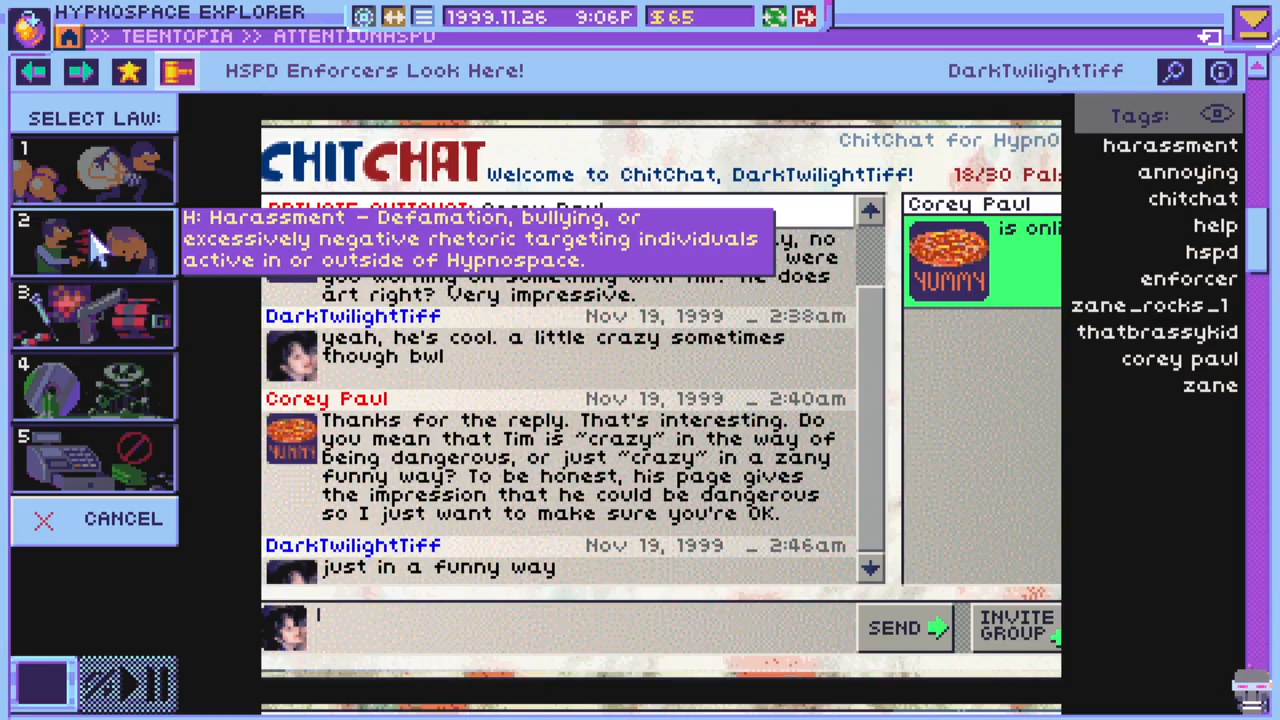 HYPNOSPACE EXPLORER
1999.11.26 9:06P
65
>> TEENTOPIA >> ATTENTIONHSPD
HSPD Enforcers Look Here!
DarkTwilightTiff
SELECT LAW:
1
2
3
4
5
CANCEL
H: Harassment - Defamation, bullying, or
excessively negative rhetoric targeting individuals
active in or outside of Hypnospace.
ChitChat for Hypn
CHITCHAT
Welcome to ChitChat, DarkTwilightTiff!
18/30 Pals
Corey Paul
y, no
were
art right? Very impressive.
DarkTwilightTiff Nov 19, 1999 _ 2:38am
yeah, he's cool. a little crazy sometimes
though bwl
Corey Paul Nov 19, 1999 _ 2:40am
Thanks for the reply. That's interesting. Do
you mean that Tim is "crazy" in the way of
being dangerous, or just "crazy" in a zany
funny way? To be honest, his page gives
the impression that he could be dangerous
so I just want to make sure you're OK.
DarkTwilightTiff Nov 19, 1999 _ 2:46am
just in a funny way
SEND
INVITE
GROUP
Corey Paul
is onli
YUMMY
YUMMY
Tags:
harassment
annoying
chitchat
help
hspd
enforcer
zane_rocks_1
thatbrassykid
corey paul
zane